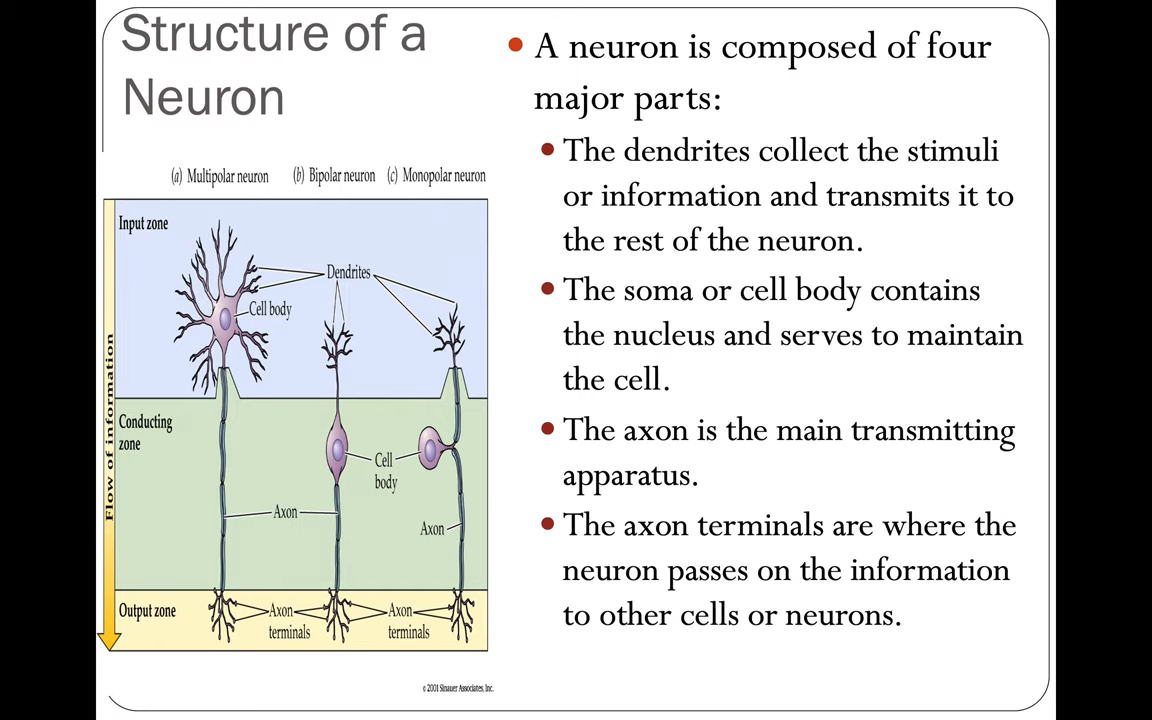 Structure of a
Neuron
(a) Multipolar neuron
(b) Bipolar neuron
(c) Monopolar neuron
Input zone
Dendrites
Cell body
Flow of information
Conducting
zone
Cell
body
Axon
Axon
Output zone
Axon
terminals
Axon
terminals
© 2001 Sinauer Associates, Inc.
• A neuron is composed of four
major parts:
• The dendrites collect the stimuli
or information and transmits it to
the rest of the neuron.
• The soma or cell body contains
the nucleus and serves to maintain
the cell.
• The axon is the main transmitting
apparatus.
• The axon terminals are where the
neuron passes on the information
to other cells or neurons.